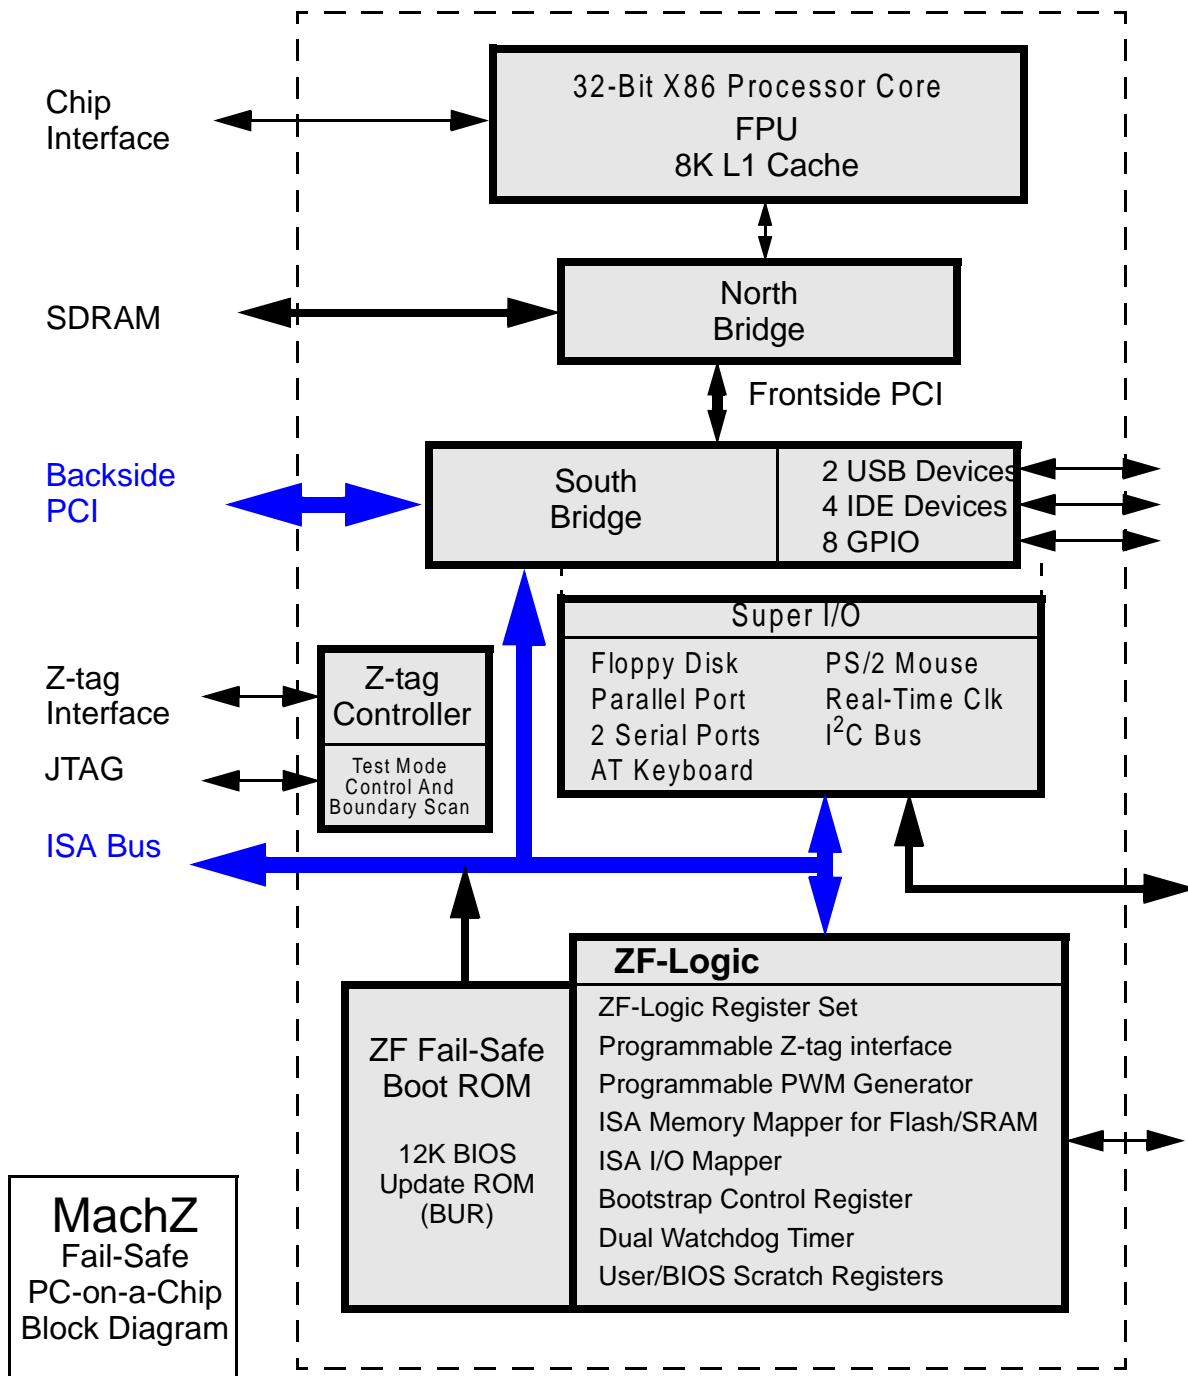 32-Bit X86 Processor Core
FPU
8K L1 Cache
Chip
Interface
North
Bridge
SDRAM
Frontside PCI
Backside
PCI
South
Bridge
2 USB Devices
4 IDE Devices
8 GPIO
Super I/O
Floppy Disk
Parallel Port
2 Serial Ports
AT Keyboard
PS/2 Mouse
Real-Time Clk
I²C Bus
Z-tag
Interface
JTAG
Z-tag
Controller
Test Mode
Control And
Boundary Scan
ISA Bus
ZF-Logic
ZF-Logic Register Set
Programmable Z-tag interface
Programmable PWM Generator
ISA Memory Mapper for Flash/SRAM
ISA I/O Mapper
Bootstrap Control Register
Dual Watchdog Timer
User/BIOS Scratch Registers
ZF Fail-Safe
Boot ROM
12K BIOS
Update ROM
(BUR)
MachZ
Fail-Safe
PC-on-a-Chip
Block Diagram